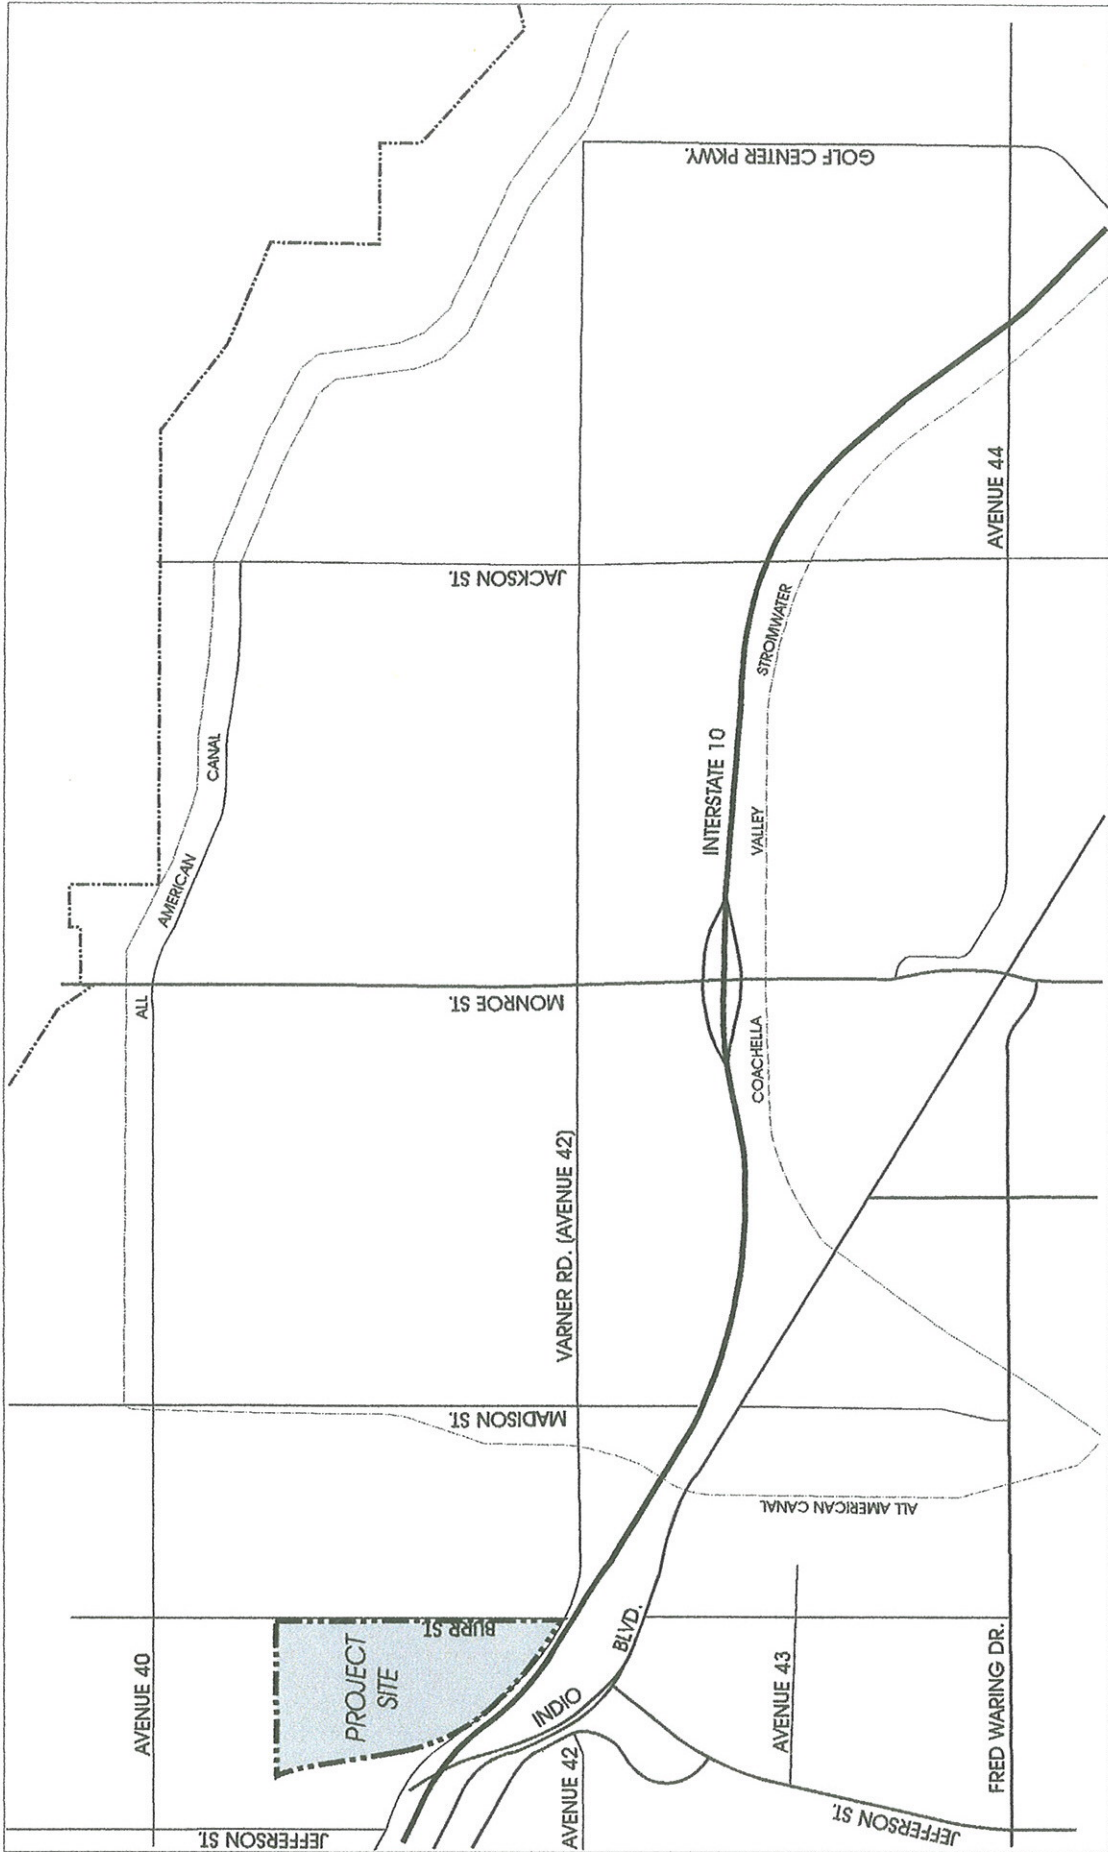 AVENUE 40
JEFFERSON ST.
PROJECT
SITE
BURR ST.
INDIO
BLVD.
AVENUE 42
AVENUE 43
JEFFERSON ST.
FRED WARING DR.
ALL AMERICAN CANAL
MADISON ST.
VARNER RD. (AVENUE 42)
ALL
AMERICAN
CANAL
MONROE ST.
INTERSTATE 10
COACHELLA
VALLEY
STROMWATER
JACKSON ST.
AVENUE 44
GOLF CENTER PKWY.